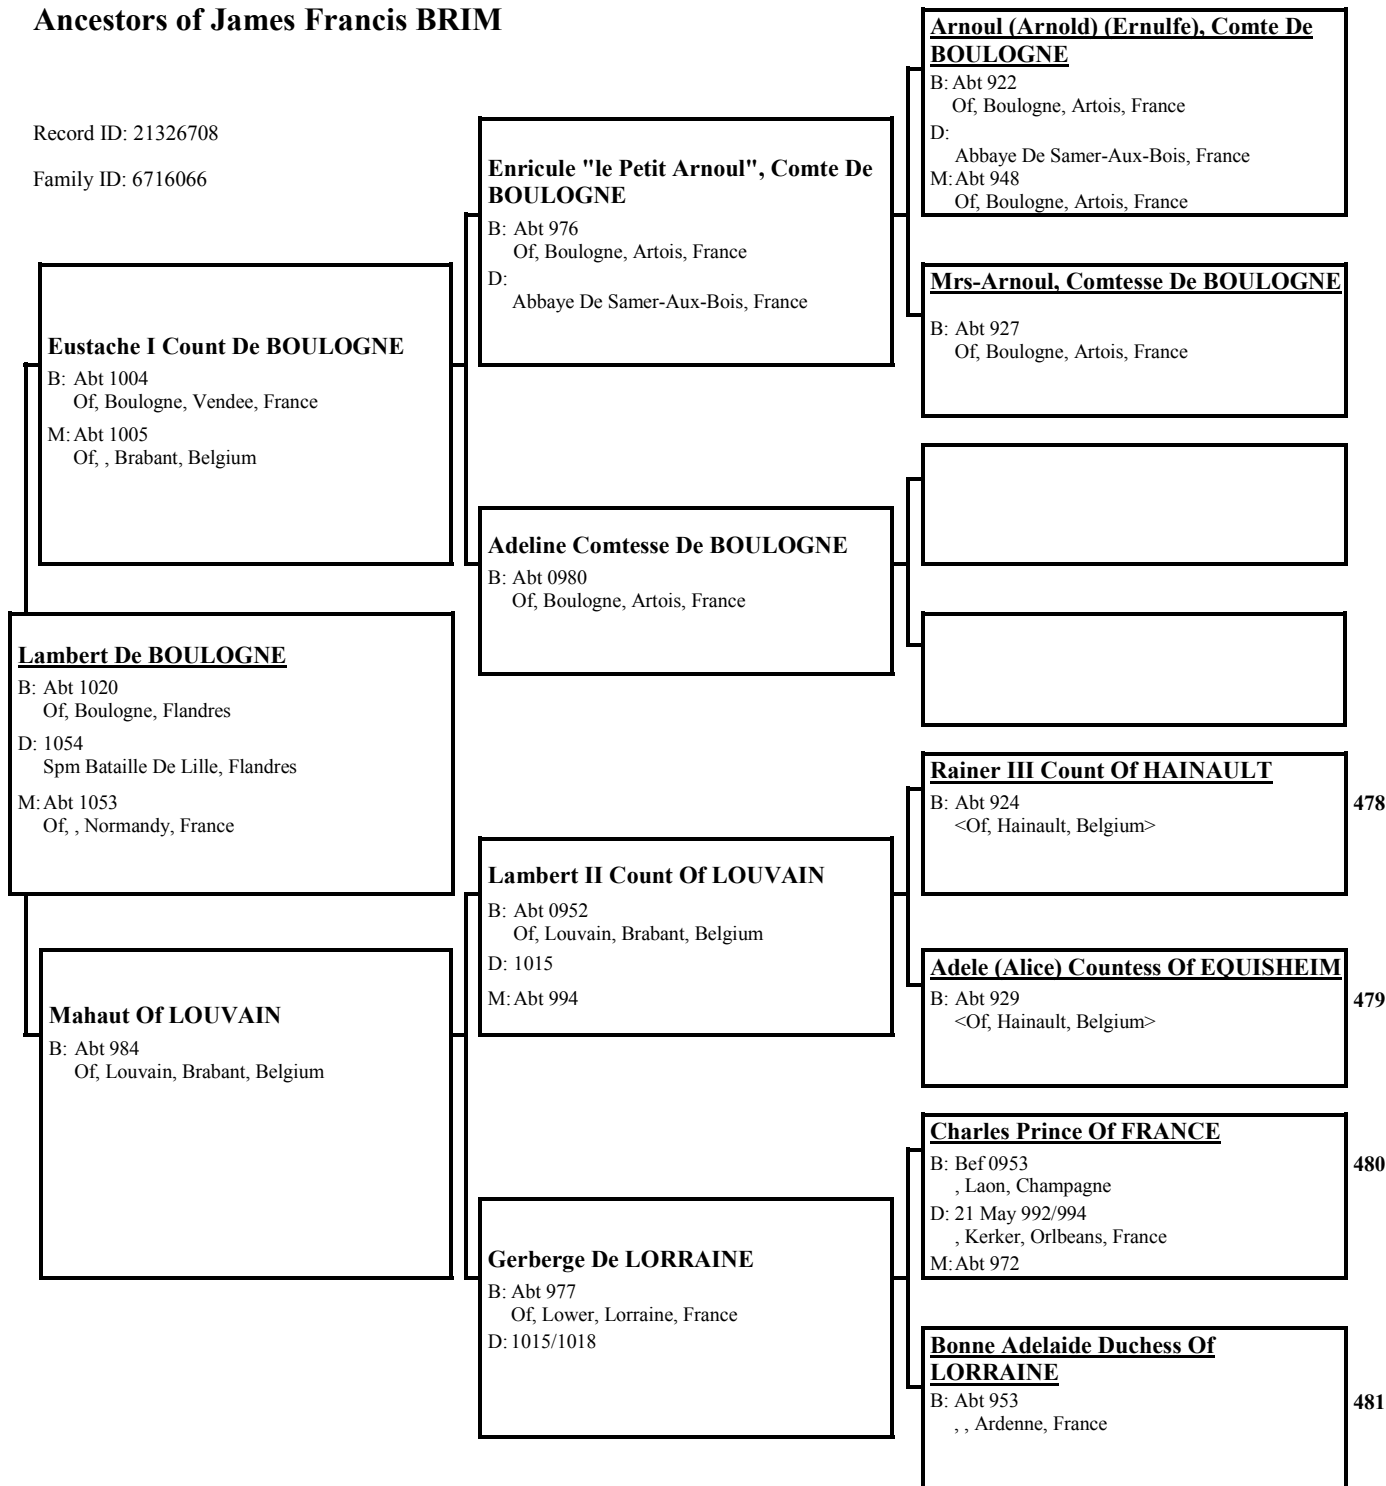 Ancestors of James Francis BRIM
Record ID: 21326708
Family ID: 6716066
Eustache I Count De BOULOGNE
B: Abt 1004
Of, Boulogne, Vendee, France
M: Abt 1005
Of, , Brabant, Belgium
Lambert De BOULOGNE
B: Abt 1020
Of, Boulogne, Flandres
D: 1054
Spm Bataille De Lille, Flandres
M: Abt 1053
Of, , Normandy, France
Mahaut Of LOUVAIN
B: Abt 984
Of, Louvain, Brabant, Belgium
Enricule "le Petit Arnoul", Comte De
BOULOGNE
B: Abt 976
Of, Boulogne, Artois, France
D:
Abbaye De Samer-Aux-Bois, France
Adeline Comtesse De BOULOGNE
B: Abt 0980
Of, Boulogne, Artois, France
Lambert II Count Of LOUVAIN
B: Abt 0952
Of, Louvain, Brabant, Belgium
D: 1015
M: Abt 994
Gerberge De LORRAINE
B: Abt 977
Of, Lower, Lorraine, France
D: 1015/1018
Arnoul (Arnold) (Ernulfe), Comte De
BOULOGNE
B: Abt 922
Of, Boulogne, Artois, France
D:
Abbaye De Samer-Aux-Bois, France
M: Abt 948
Of, Boulogne, Artois, France
Mrs-Arnoul, Comtesse De BOULOGNE
B: Abt 927
Of, Boulogne, Artois, France
Rainer III Count Of HAINAULT
B: Abt 924
<Of, Hainault, Belgium>
478
Adele (Alice) Countess Of EQUISHEIM
B: Abt 929
<Of, Hainault, Belgium>
479
Charles Prince Of FRANCE
B: Bef 0953
, Laon, Champagne
D: 21 May 992/994
, Kerker, Orlbeans, France
M: Abt 972
480
Bonne Adelaide Duchess Of
LORRAINE
B: Abt 953
, , Ardenne, France
481